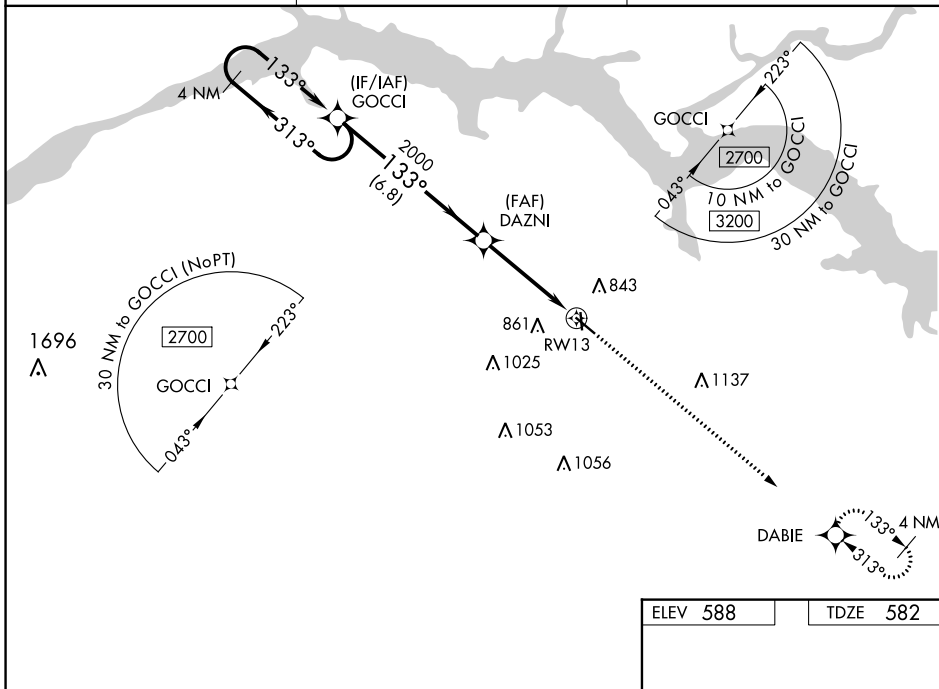 133°
4 NM
313°
(IF/IAF)
GOCCI
2000
133°
(6.8)
(FAF)
DAZNI
223°
GOCCI
2700
043°
10 NM to GOCCI
3200
30 NM to GOCCI
30 NM to GOCCI (NoPT)
223°
2700
GOCCI
043°
1696
843
861
RW13
1025
1137
1053
1056
DABIE
133°
4 NM
313°
ELEV 588
TDZE 582